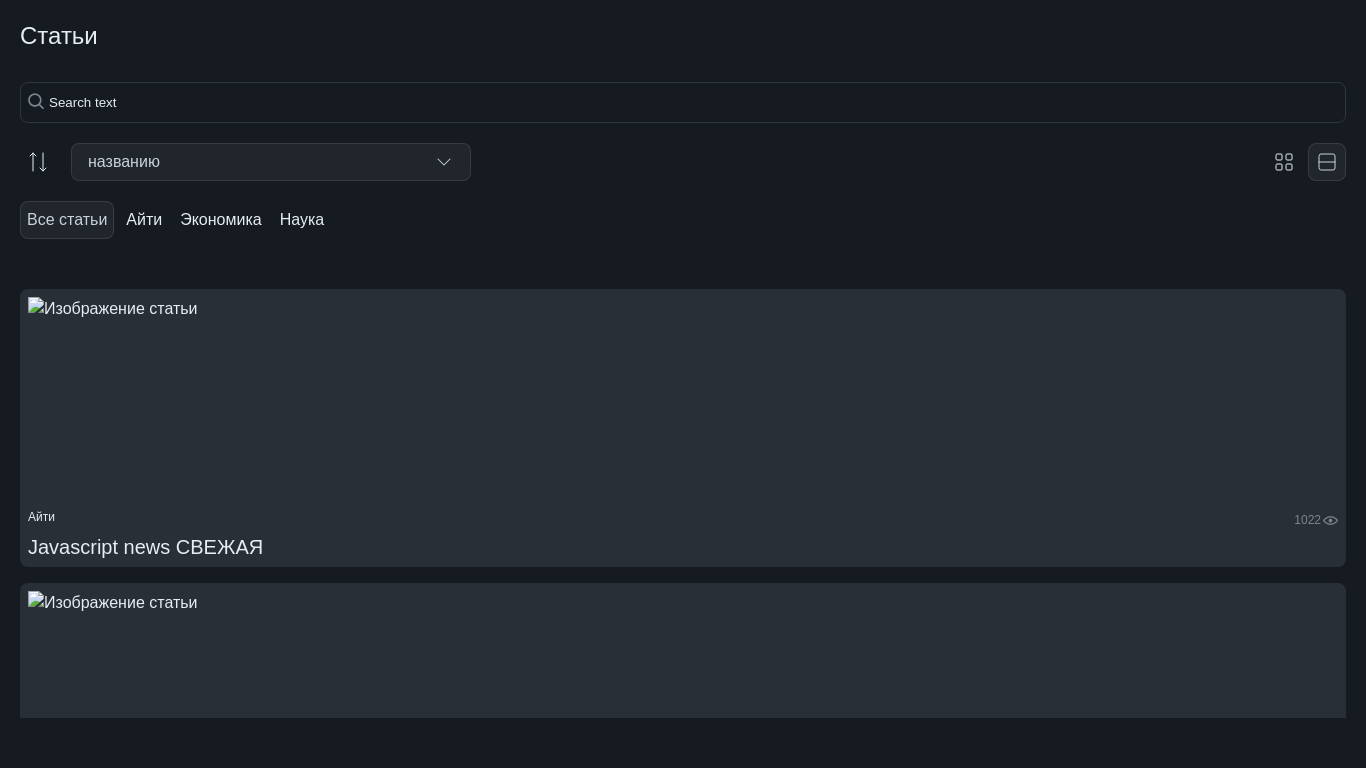 Статьи
Search text
названию
Все статьи Айти Экономика Наука
Изображение статьи
Айти 1022
Javascript news СВЕЖАЯ
Изображение статьи